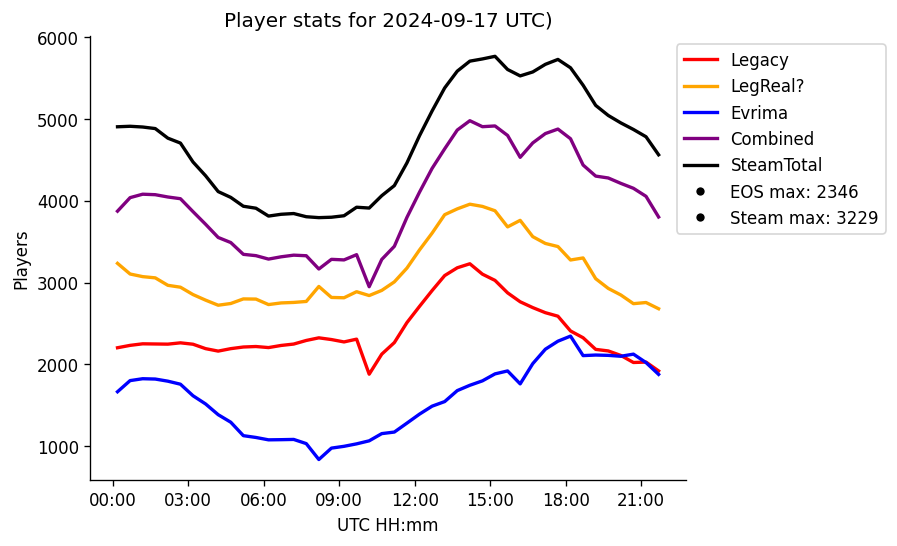 Player stats for 2024-09-17 UTC)
6000
5000
4000
3000
2000
1000
Players
00:00 03:00 06:00 09:00 12:00 15:00 18:00 21:00
UTC HH:mm
Legacy
LegReal?
Evrima
Combined
SteamTotal
EOS max: 2346
Steam max: 3229